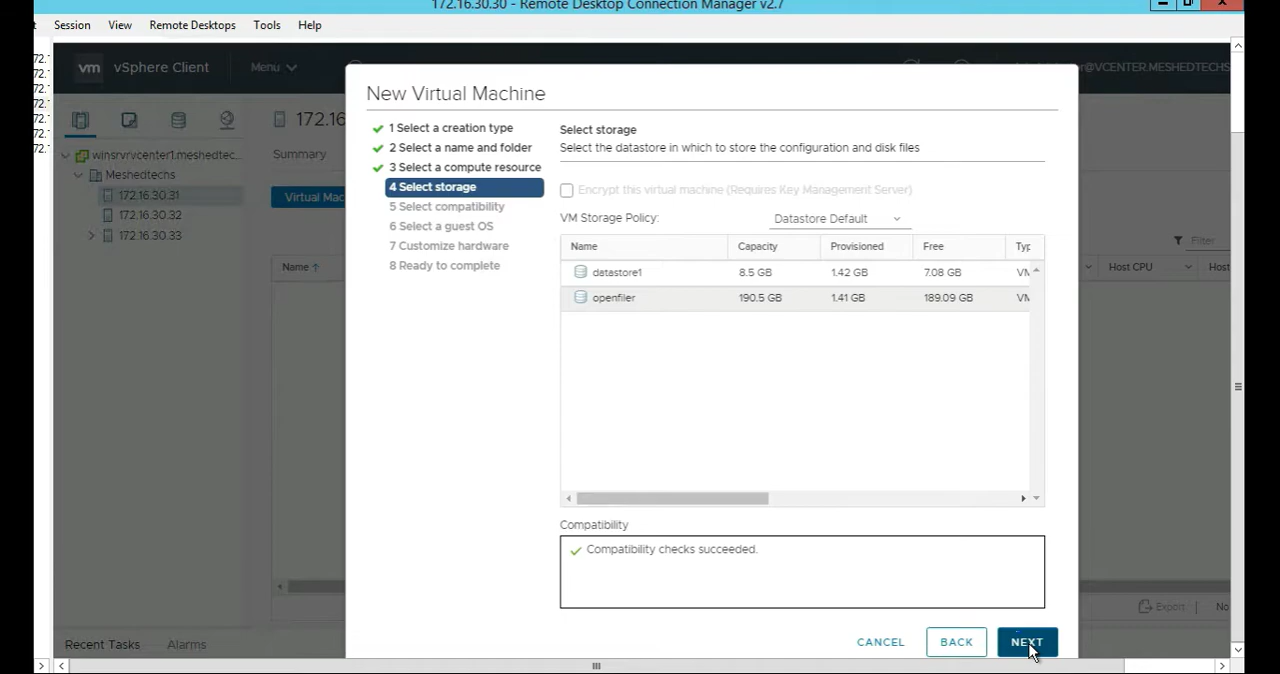 172.16.30.30 - Remote Desktop Connection Manager v2.7
Session View Remote Desktops Tools Help
72.
72.
72.
72.
72.
72.
72.
vm vSphere Client Menu
@VCENTER.MESHEDTECHS
172.16
winsrvrvcenter1.meshedtec...
Meshedtechs
172.16.30.31
172.16.30.32
172.16.30.33
Summary
Virtual Mac
Filter
Name
Host CPU
Host
New Virtual Machine
1 Select a creation type
2 Select a name and folder
3 Select a compute resource
4 Select storage
5 Select compatibility
6 Select a guest OS
7 Customize hardware
8 Ready to complete
Select storage
Select the datastore in which to store the configuration and disk files
Encrypt this virtual machine (Requires Key Management Server)
VM Storage Policy: Datastore Default
Name Capacity Provisioned Free Typ
datastore1 8.5 GB 1.42 GB 7.08 GB VM
openfiler 190.5 GB 1.41 GB 189.09 GB VM
Compatibility
Compatibility checks succeeded.
CANCEL BACK NEXT
Export No
Recent Tasks Alarms